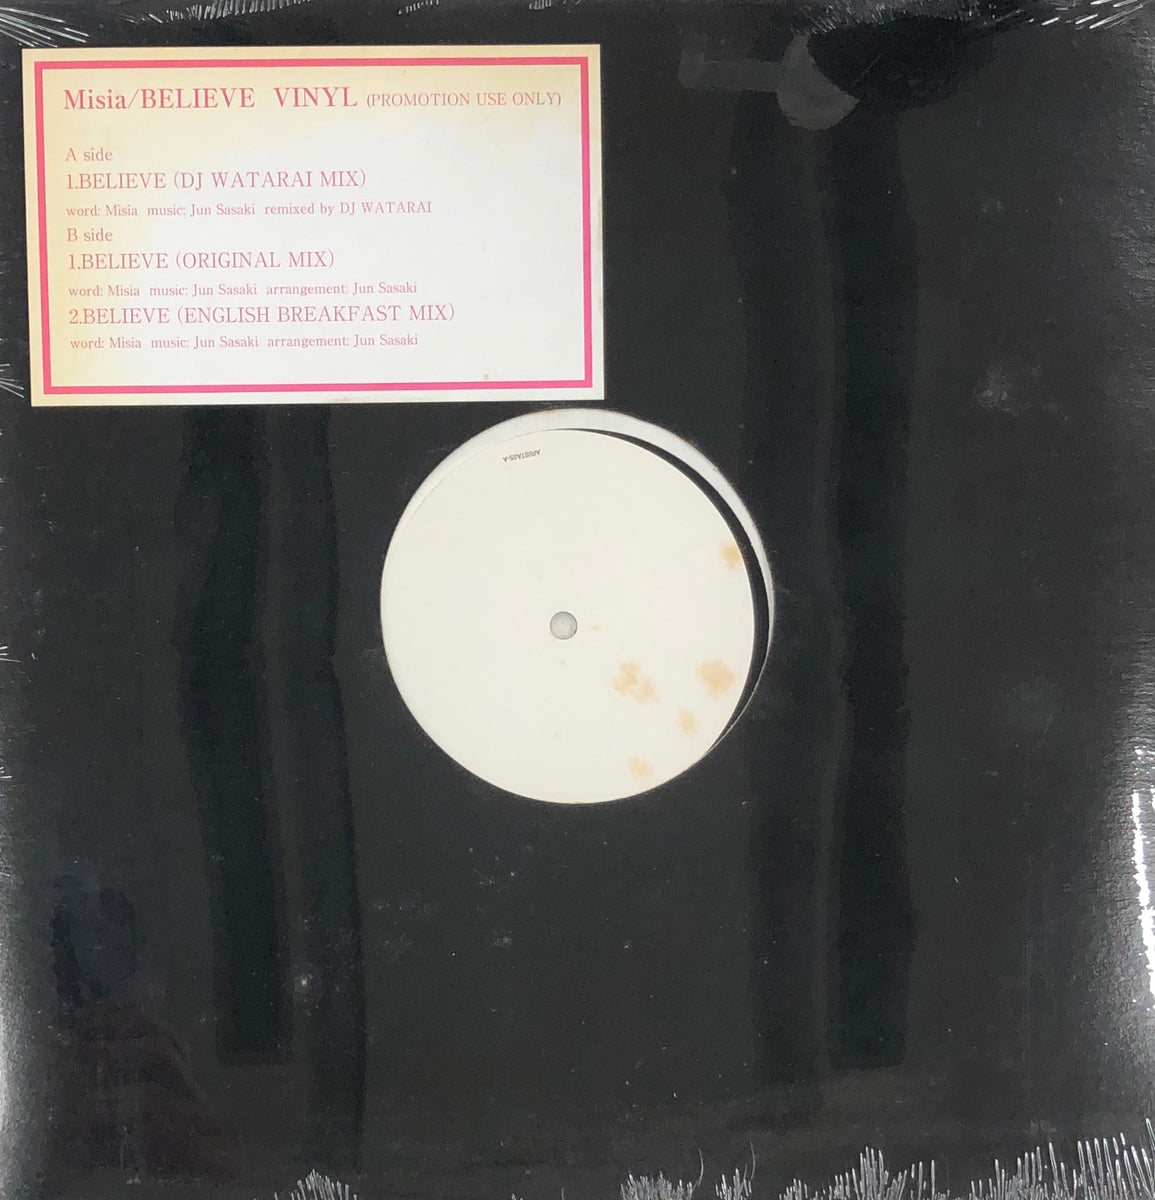 Misia/BELIEVE VINYL (PROMOTION USE ONLY)
A side
1.BELIEVE (DJ WATARAI MIX)
word: Misia music: Jun Sasaki remixed by DJ WATARAI
B side
1.BELIEVE (ORIGINAL MIX)
word: Misia music: Jun Sasaki arrangement: Jun Sasaki
2.BELIEVE (ENGLISH BREAKFAST MIX)
word: Misia music: Jun Sasaki arrangement: Jun Sasaki
ARISTA25-A